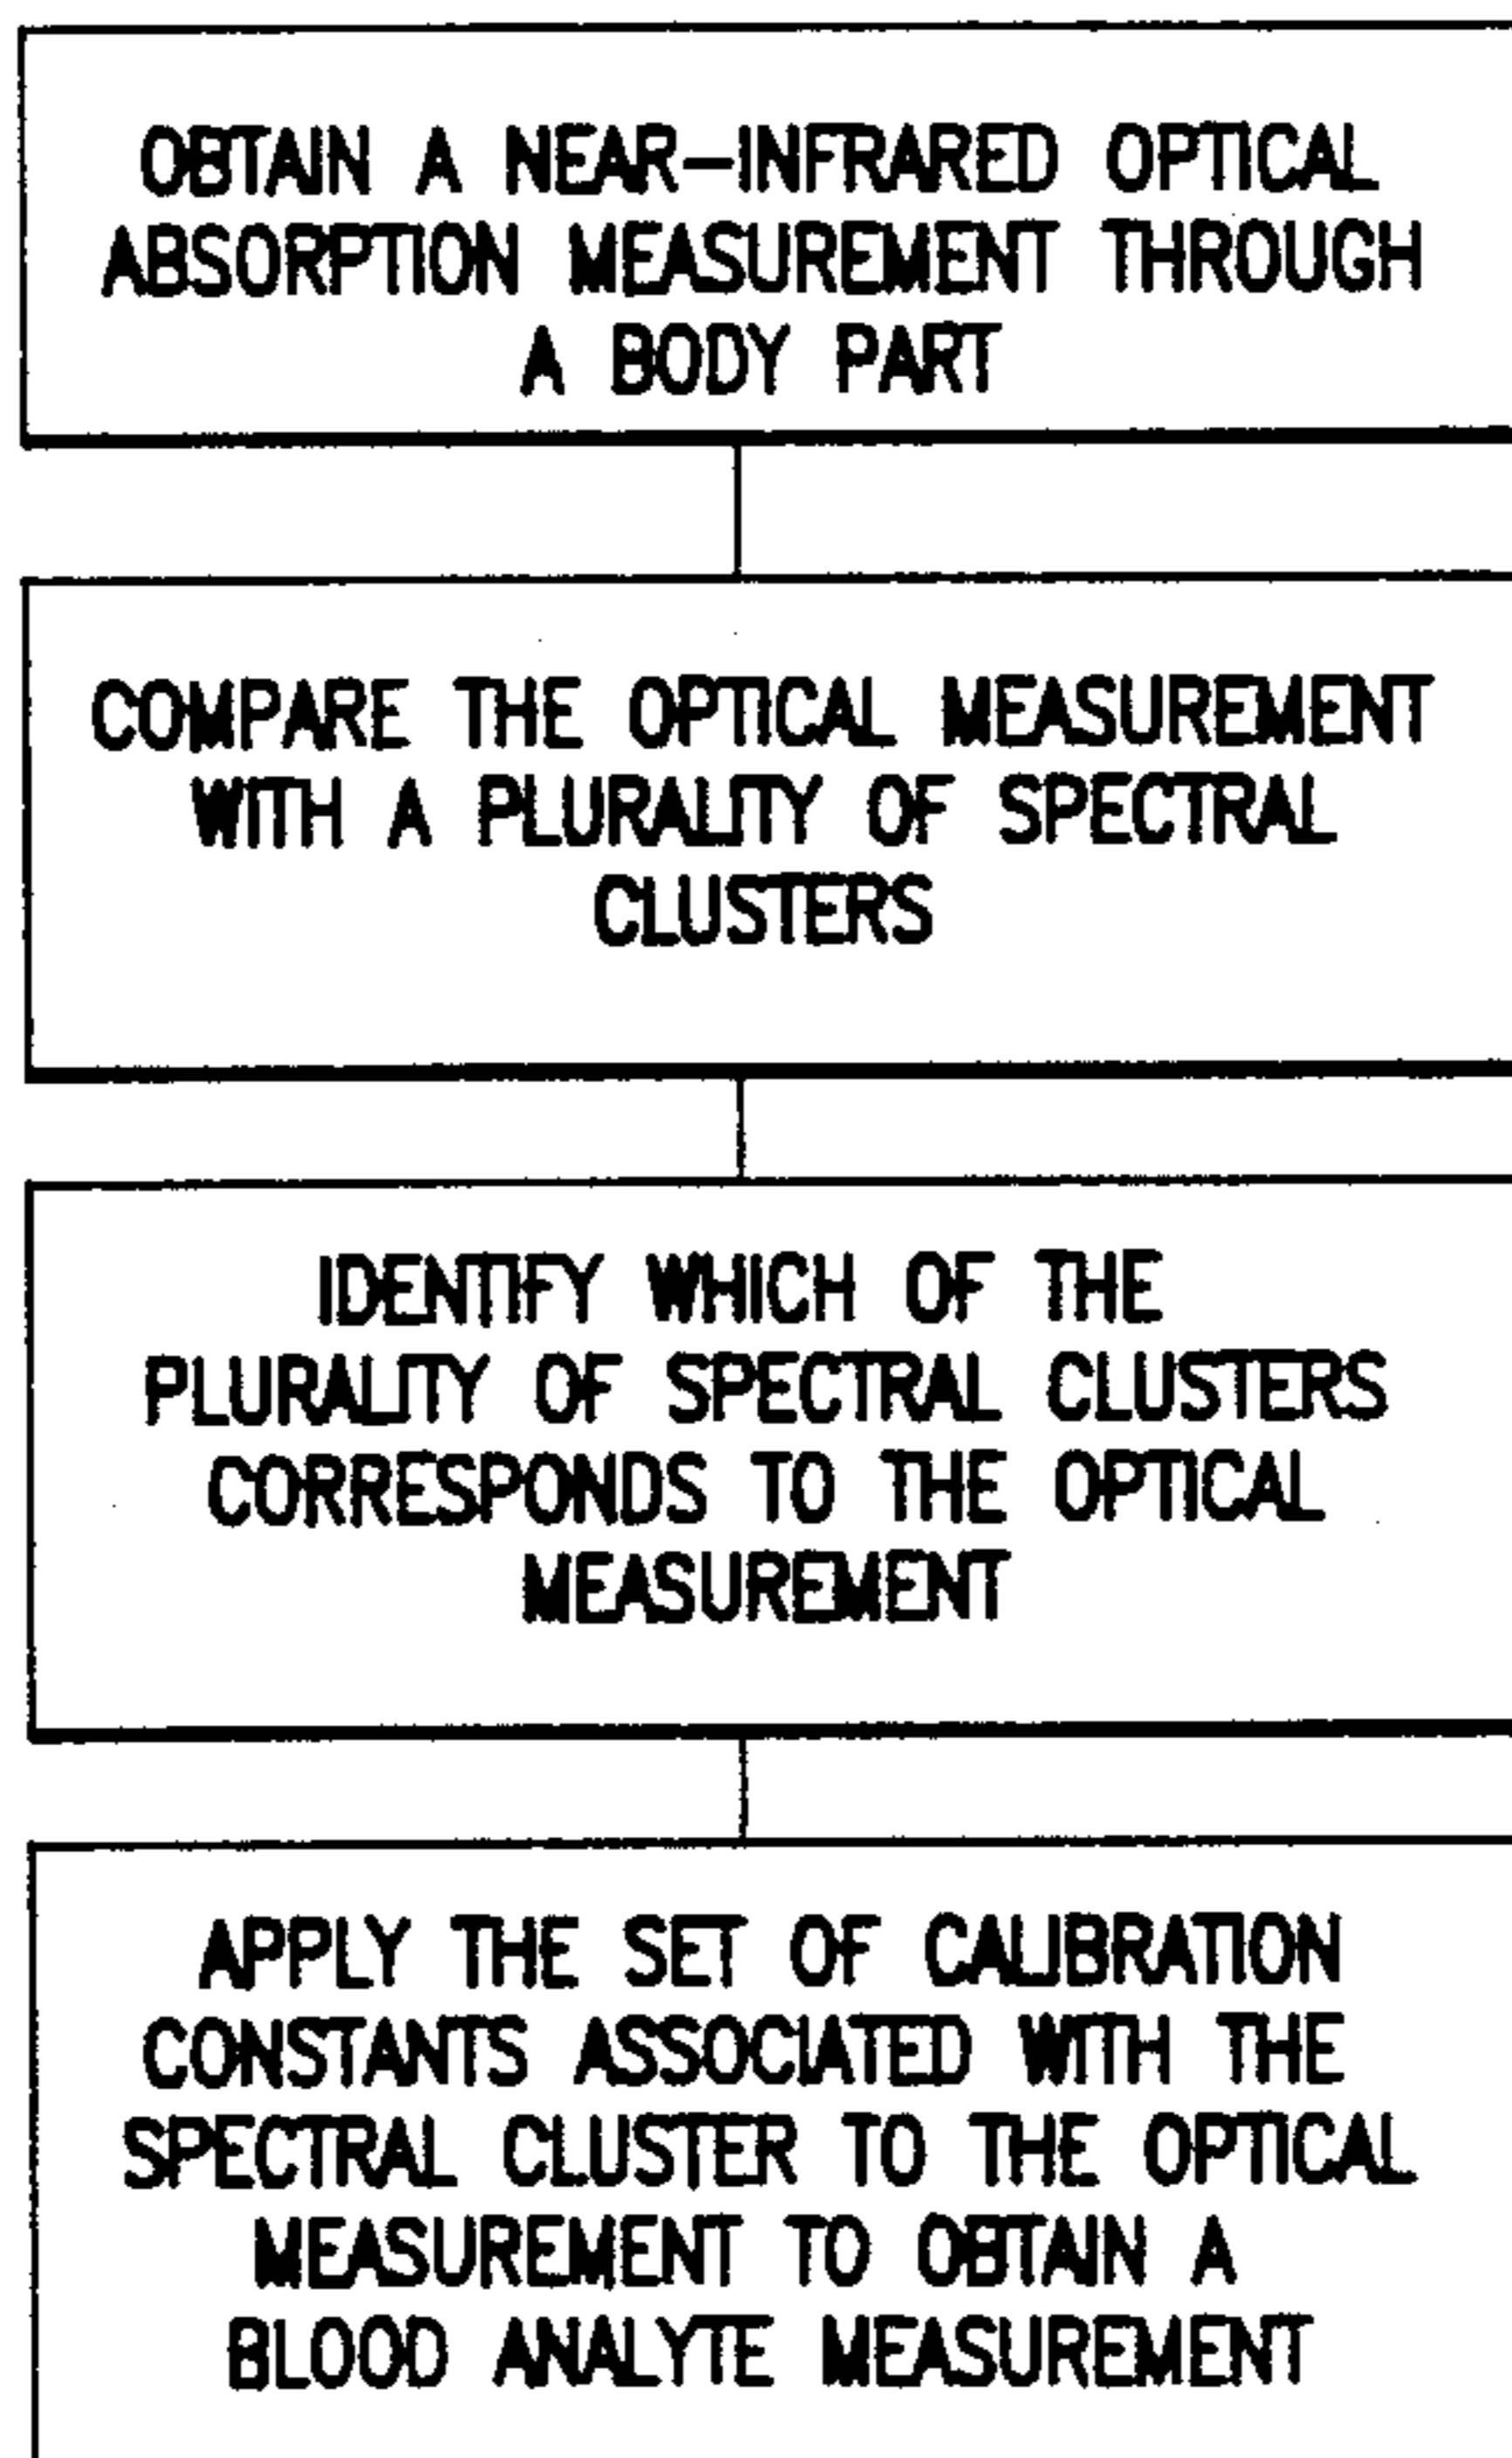 OBTAIN A NEAR-INFRARED OPTICAL
ABSORPTION MEASUREMENT THROUGH
A BODY PART
COMPARE THE OPTICAL MEASUREMENT
WITH A PLURALITY OF SPECTRAL
CLUSTERS
IDENTIFY WHICH OF THE
PLURALITY OF SPECTRAL CLUSTERS
CORRESPONDS TO THE OPTICAL
MEASUREMENT
APPLY THE SET OF CALIBRATION
CONSTANTS ASSOCIATED WITH THE
SPECTRAL CLUSTER TO THE OPTICAL
MEASUREMENT TO OBTAIN A
BLOOD ANALYTE MEASUREMENT